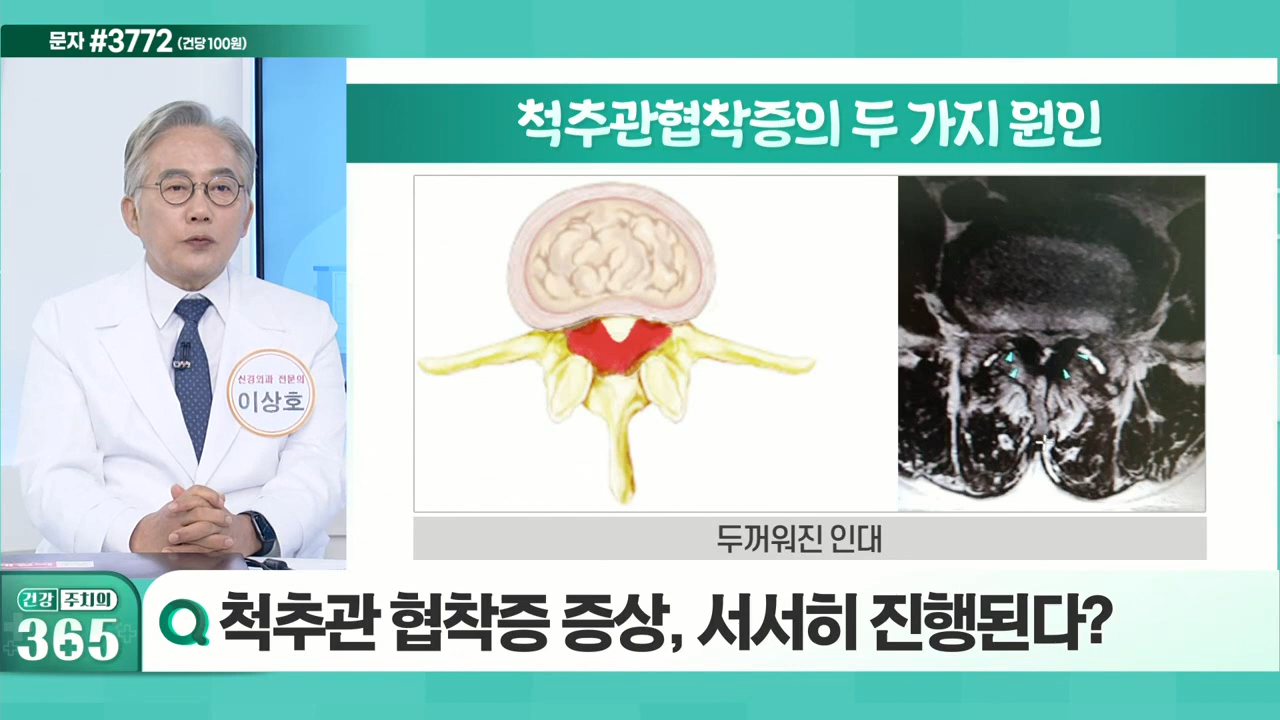 문자 #3772 (건당 100원)
척추관협착증의 두 가지 원인
신경외과 전문의
이상호
두꺼워진 인대
건강 주치의
365
Q 척추관 협착증 증상, 서서히 진행된다?